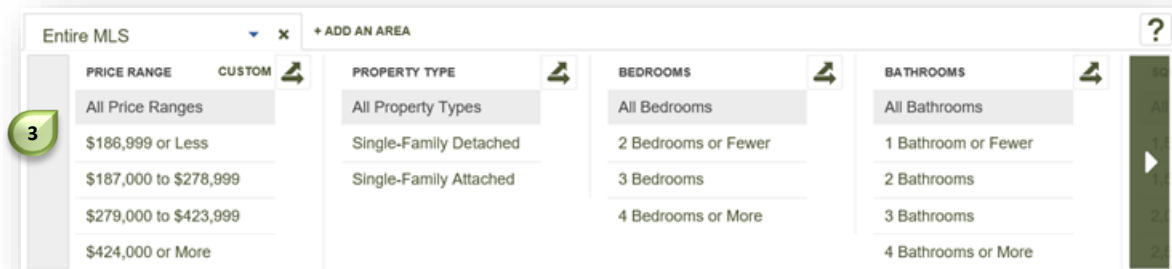 Entire MLS
+ ADD AN AREA
?
PRICE RANGE CUSTOM
All Price Ranges
$186,999 or Less
$187,000 to $278,999
$279,000 to $423,999
$424,000 or More
PROPERTY TYPE
All Property Types
Single-Family Detached
Single-Family Attached
BEDROOMS
All Bedrooms
2 Bedrooms or Fewer
3 Bedrooms
4 Bedrooms or More
BATHROOMS
All Bathrooms
1 Bathroom or Fewer
2 Bathrooms
3 Bathrooms
4 Bathrooms or More
3